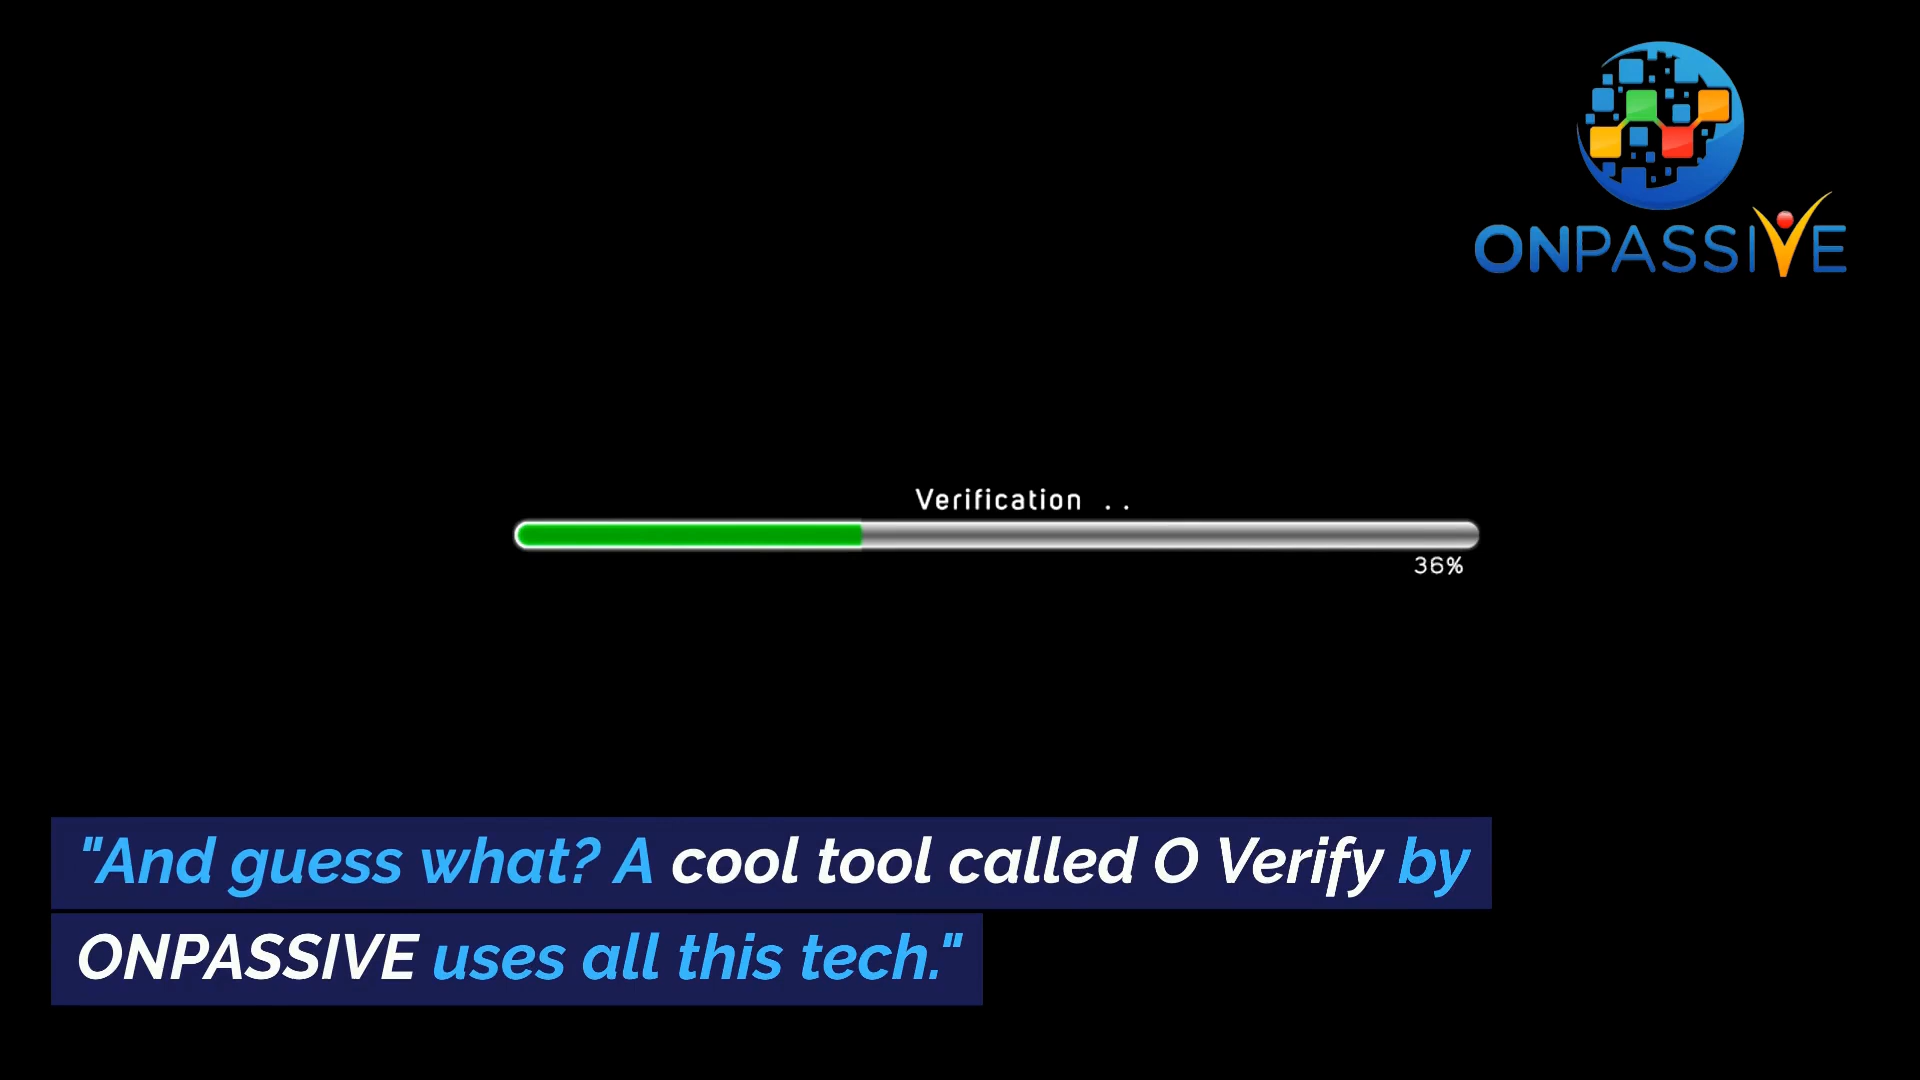 ONPASSIVE
Verification . .
36%
"And guess what? A cool tool called O Verify by
ONPASSIVE uses all this tech."